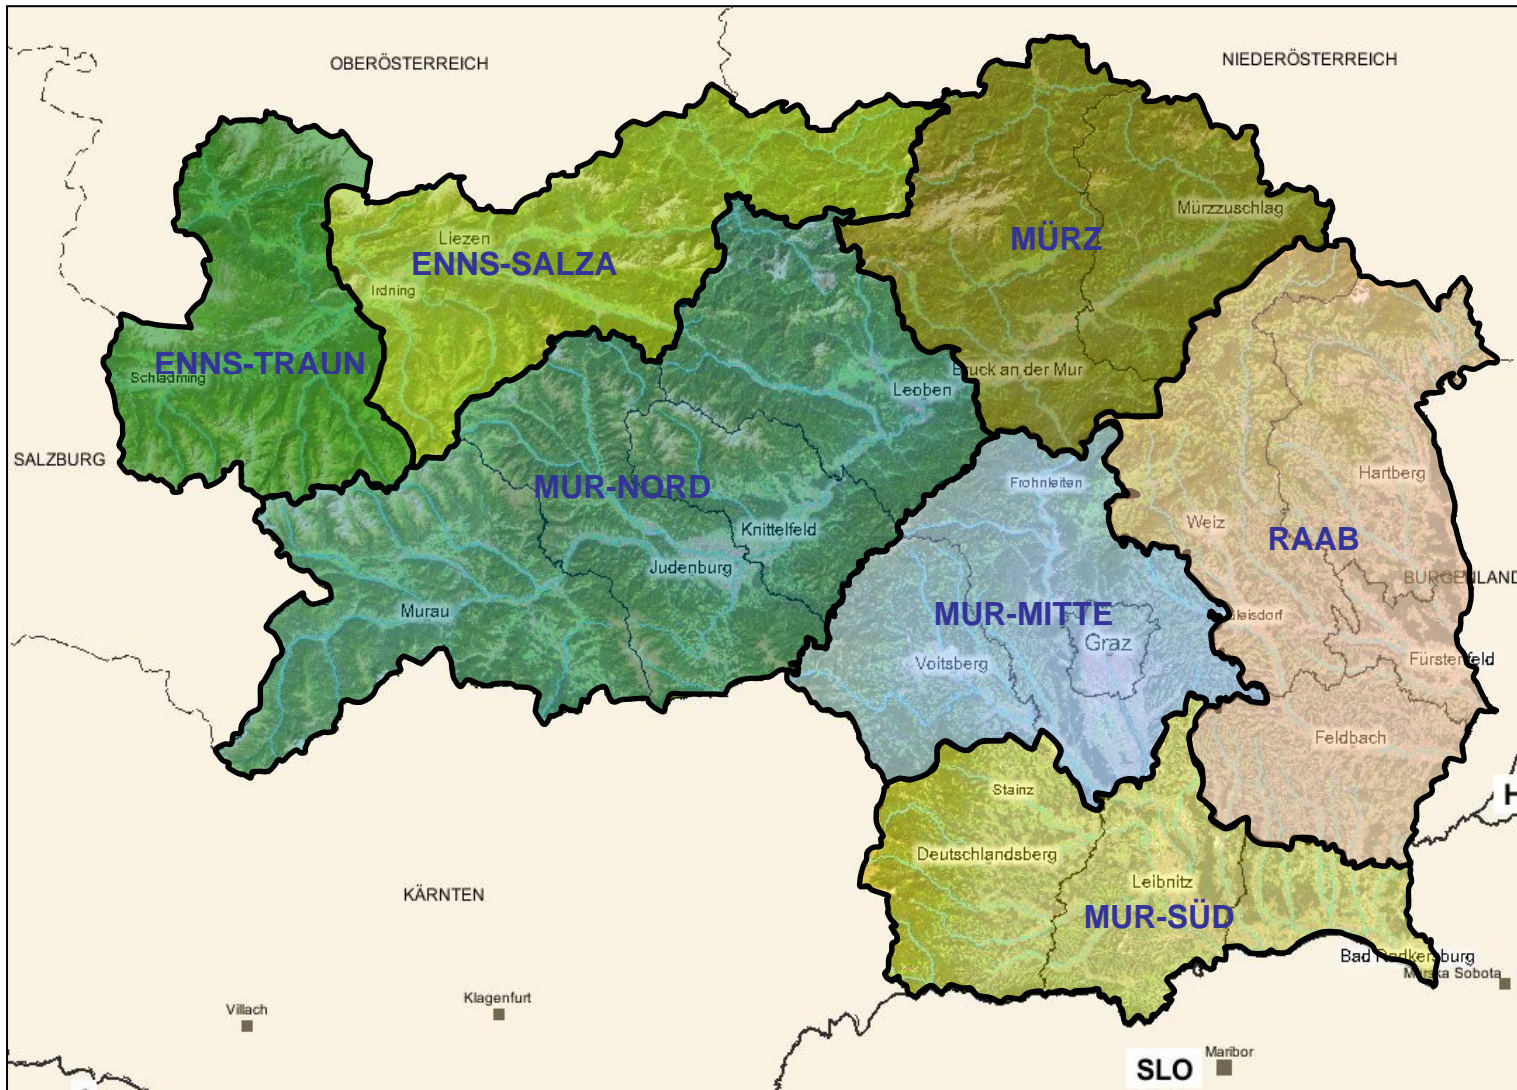 OBERÖSTERREICH
NIEDERÖSTERREICH
MÜRZ
Mürzzuschlag
Liezen
ENNS-SALZA
Irdning
ENNS-TRAUN
Schladming
Bruck an der Mur
Leoben
SALZBURG
MUR-NORD
Frohnleiten
Hartberg
Knittelfeld
Weiz
RAAB
Judenburg
BURGENLAND
Murau
MUR-MITTE
Gleisdorf
Graz
Voitsberg
Fürstenfeld
Feldbach
Stainz
H
Deutschlandsberg
Leibnitz
KÄRNTEN
MUR-SÜD
Bad Radkersburg
Murska Sobota
Villach
Klagenfurt
Maribor
SLO